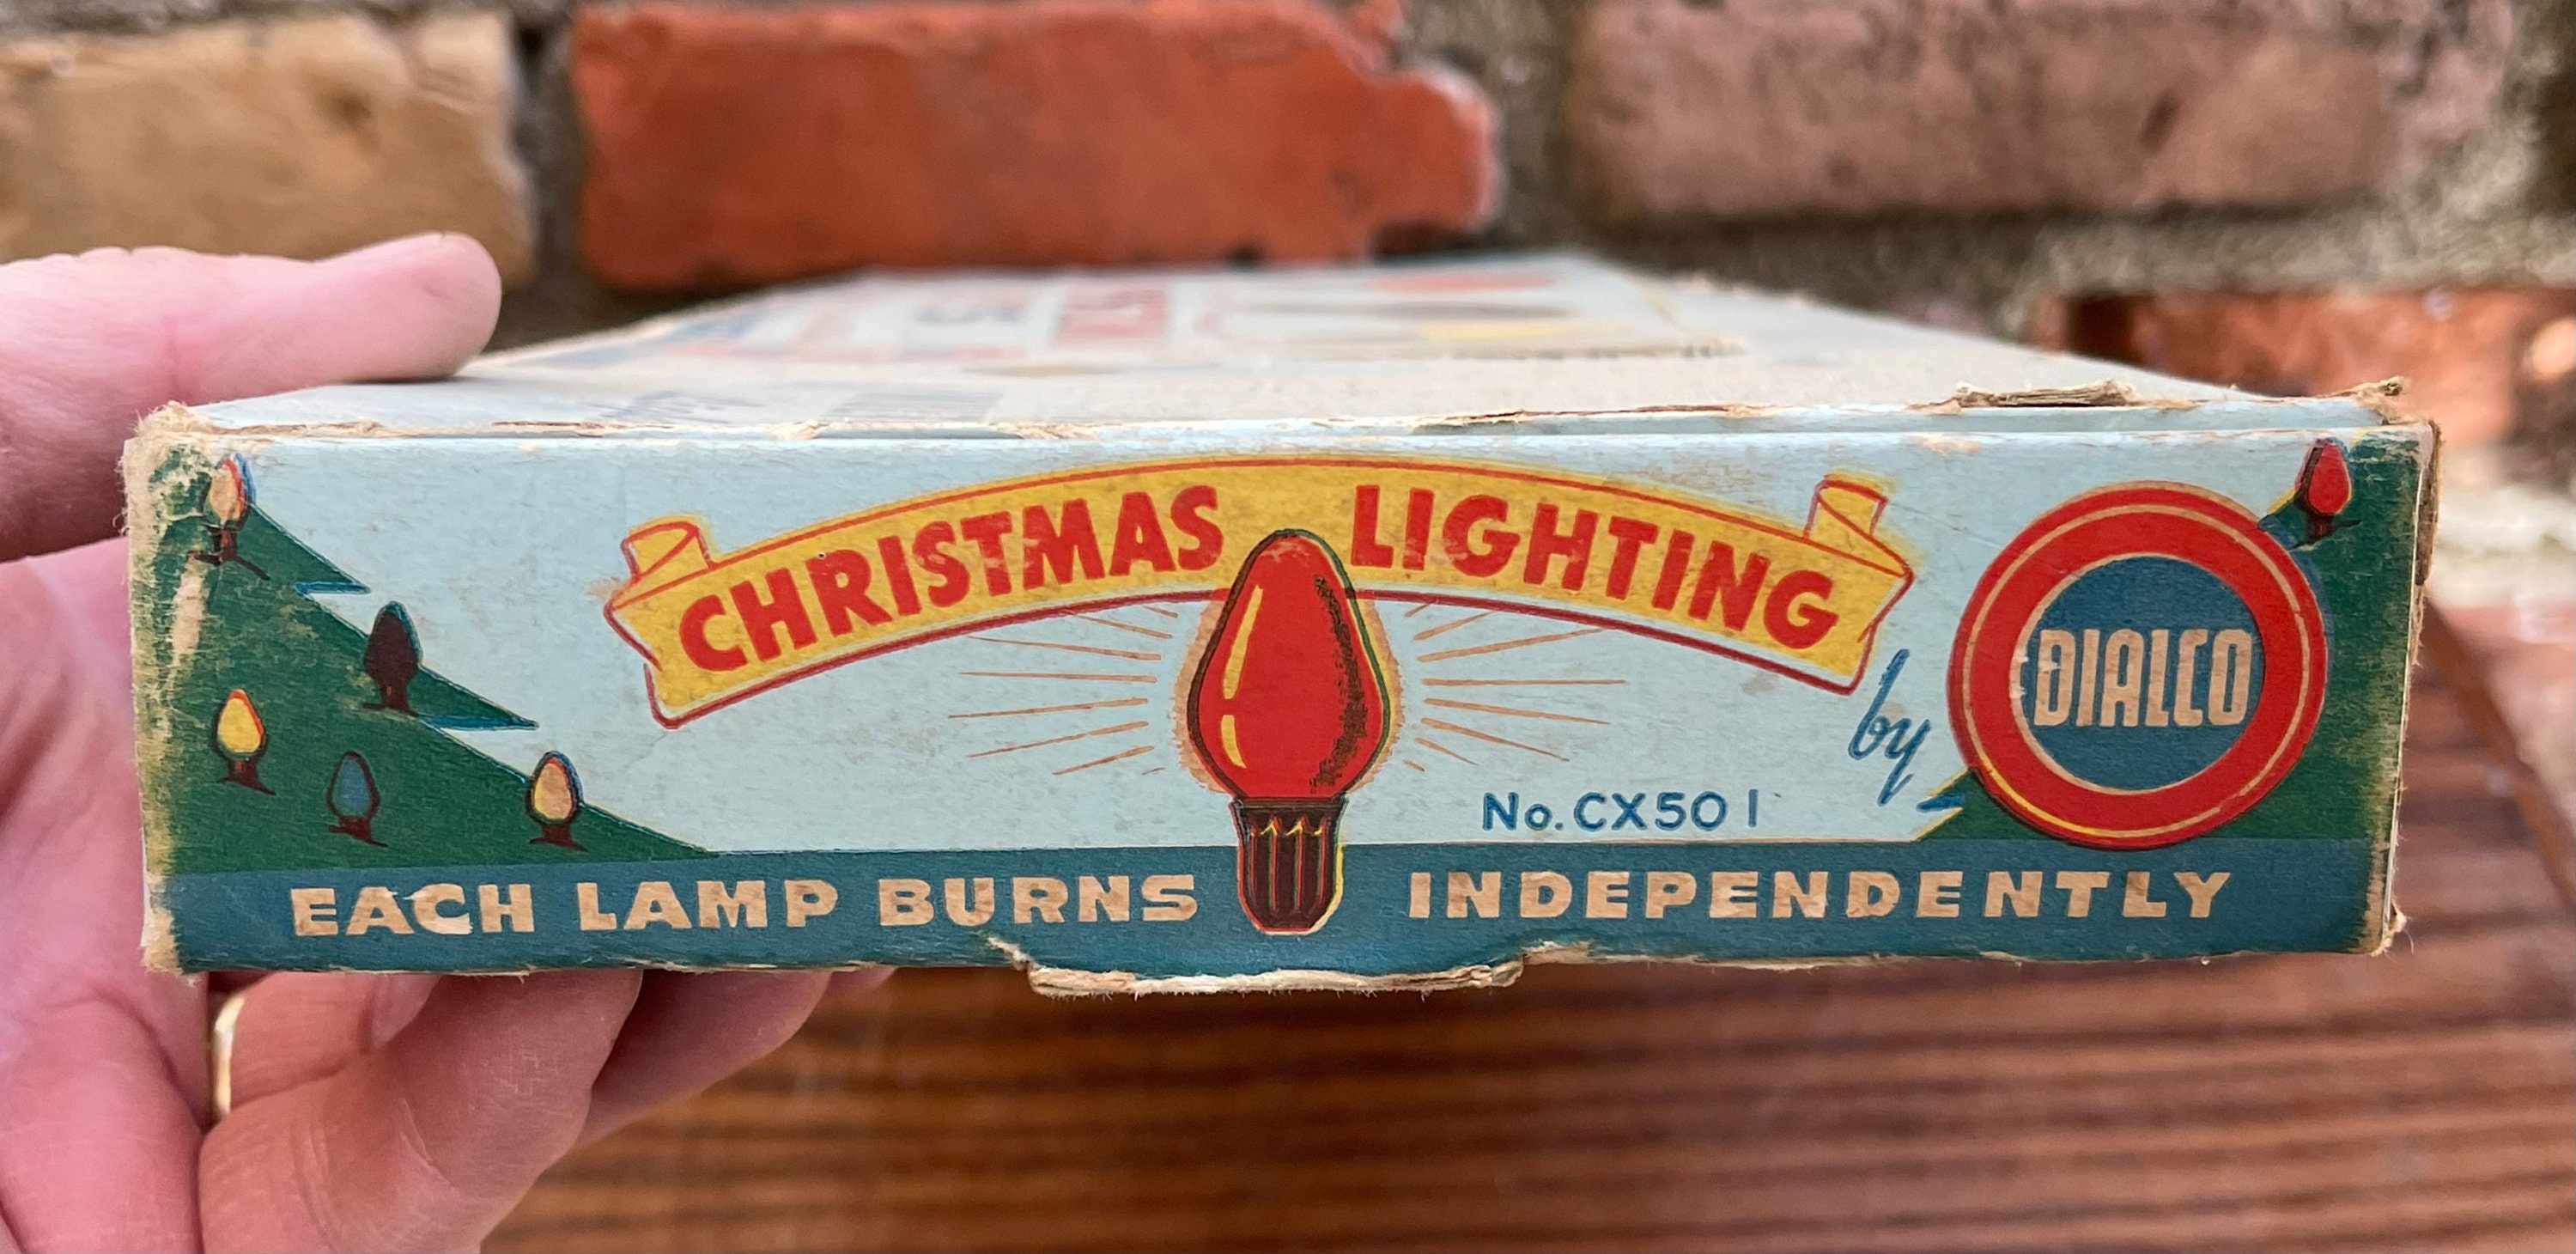 CHRISTMAS LIGHTING
by DIALCO
No. CX501
EACH LAMP BURNS INDEPENDENTLY